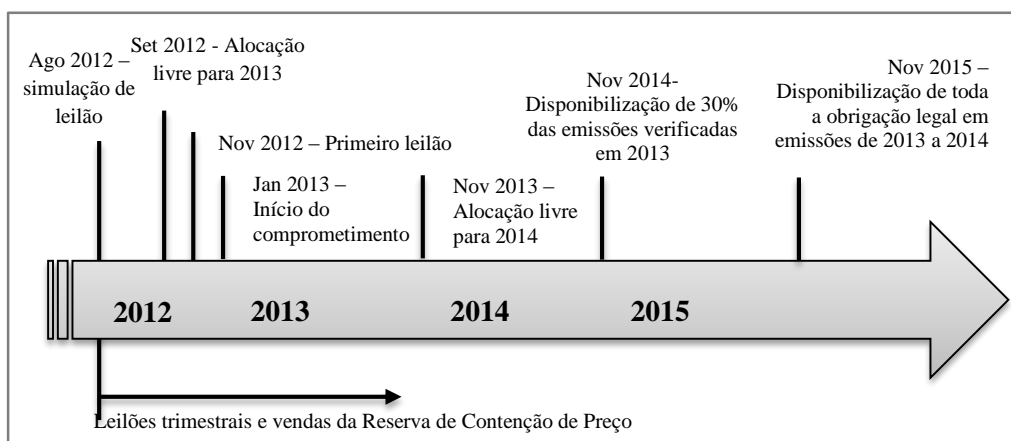 Ago 2012 –
simulação de
leilão
Set 2012 - Alocação
livre para 2013
Nov 2012 – Primeiro leilão
Jan 2013 –
Início do
comprometimento
Nov 2013 –
Alocação livre
para 2014
Nov 2014-
Disponibilização de 30%
das emissões verificadas
em 2013
Nov 2015 –
Disponibilização de toda
a obrigação legal em
emissões de 2013 a 2014
2012
2013
2014
2015
Leilões trimestrais e vendas da Reserva de Contenção de Preço